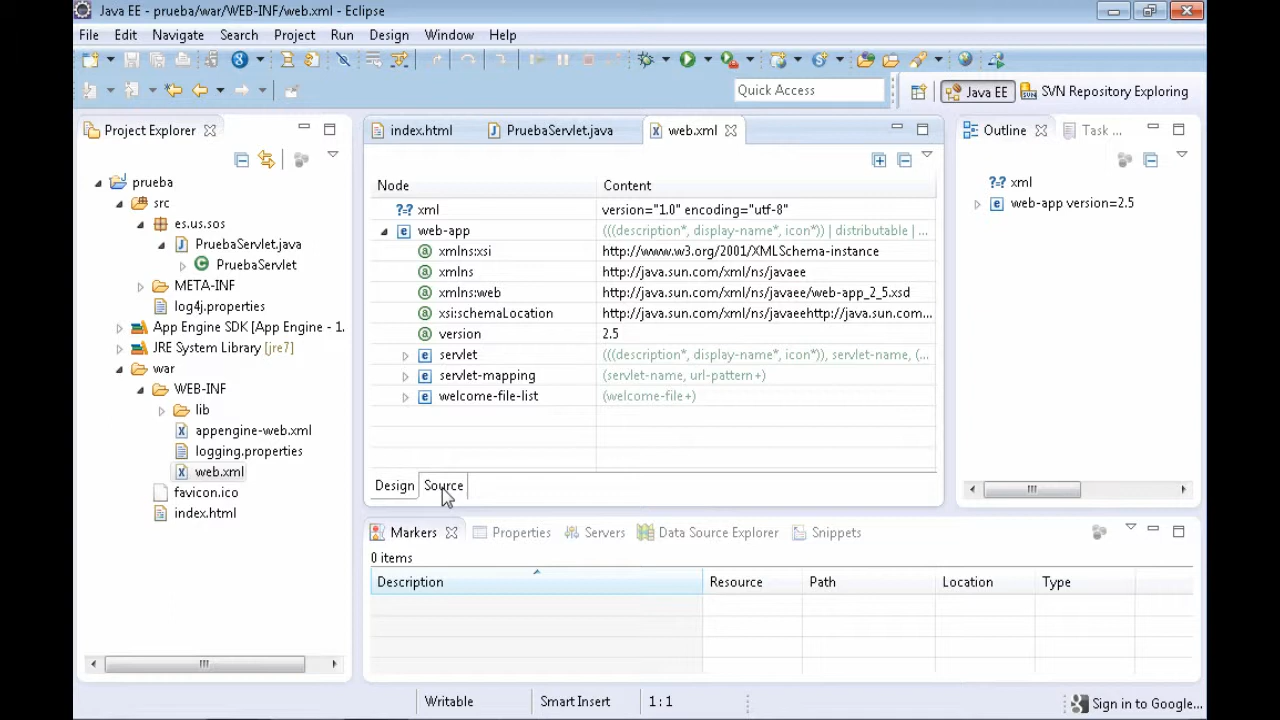 Java EE - prueba/war/WEB-INF/web.xml - Eclipse
File Edit Navigate Search Project Run Design Window Help
Quick Access
Java EE
SVN Repository Exploring
Project Explorer
prueba
src
es.us.sos
PruebaServlet.java
PruebaServlet
META-INF
log4j.properties
App Engine SDK [App Engine - 1.
JRE System Library [jre7]
war
WEB-INF
lib
appengine-web.xml
logging.properties
web.xml
favicon.ico
index.html
index.html PruebaServlet.java web.xml
Node Content
?=? xml version="1.0" encoding="utf-8"
e web-app (((description*, display-name*, icon*)) | distributable | ...
a xmlns:xsi http://www.w3.org/2001/XMLSchema-instance
a xmlns http://java.sun.com/xml/ns/javaee
a xmlns:web http://java.sun.com/xml/ns/javaee/web-app_2_5.xsd
a xsi:schemaLocation http://java.sun.com/xml/ns/javaeehttp://java.sun.com...
a version 2.5
e servlet (((description*, display-name*, icon*)), servlet-name, (...
e servlet-mapping (servlet-name, url-pattern+)
e welcome-file-list (welcome-file+)
Design Source
Outline Task ...
?=? xml
e web-app version=2.5
Markers Properties Servers Data Source Explorer Snippets
0 items
Description Resource Path Location Type
Writable Smart Insert 1:1
Sign in to Google...